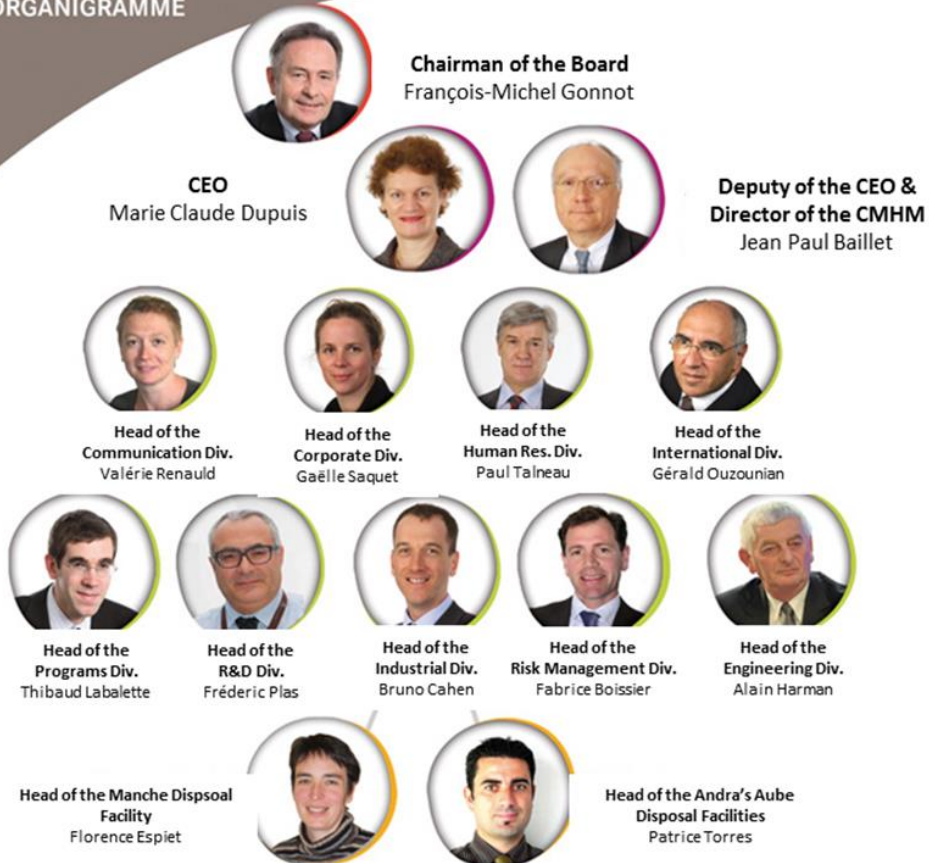 ORGANIGRAMME
Chairman of the Board
François-Michel Gonnot
CEO
Marie Claude Dupuis
Deputy of the CEO &
Director of the CMHM
Jean Paul Baillet
Head of the
Communication Div.
Valérie Renauld
Head of the
Corporate Div.
Gaëlle Saquet
Head of the
Human Res. Div.
Paul Talneau
Head of the
International Div.
Gérald Ouzounian
Head of the
Programs Div.
Thibaud Labalette
Head of the
R&D Div.
Fréderic Plas
Head of the
Industrial Div.
Bruno Cahen
Head of the
Risk Management Div.
Fabrice Boissier
Head of the
Engineering Div.
Alain Harman
Head of the Manche Dispsoal
Facility
Florence Espiet
Head of the Andra's Aube
Disposal Facilities
Patrice Torres